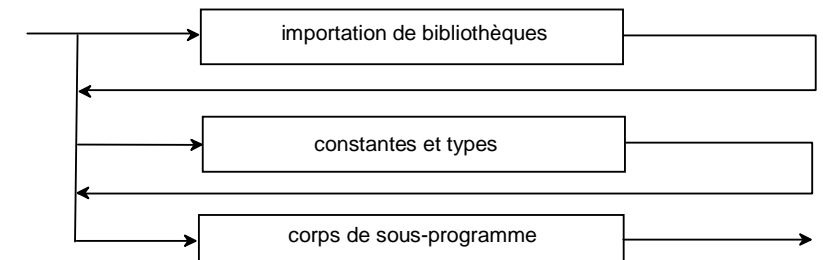 importation de bibliothèques
constantes et types
corps de sous-programme